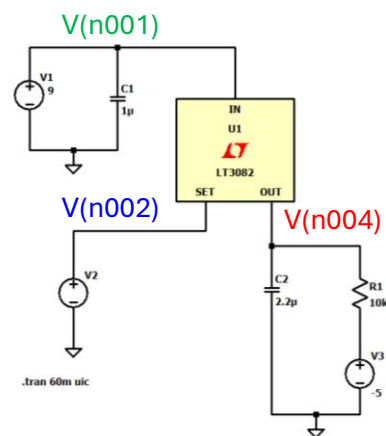 V(n001)
V1
9
C1
1µ
IN
U1
LT3082
SET OUT
V(n002)
V(n004)
V2
C2
2.2µ
R1
10k
V3
-5
.tran 60m uic